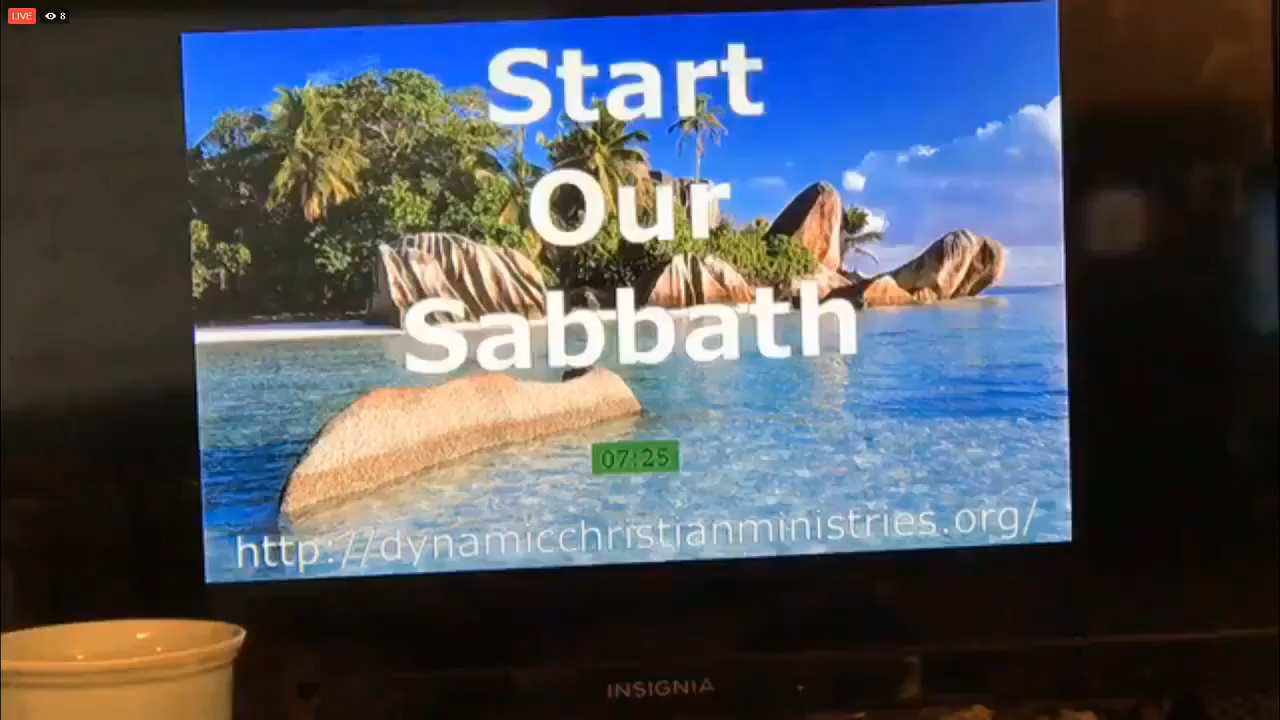 LIVE 8
Start
Our
Sabbath
07:25
http://dynamicchristianministries.org/
INSIGNIA